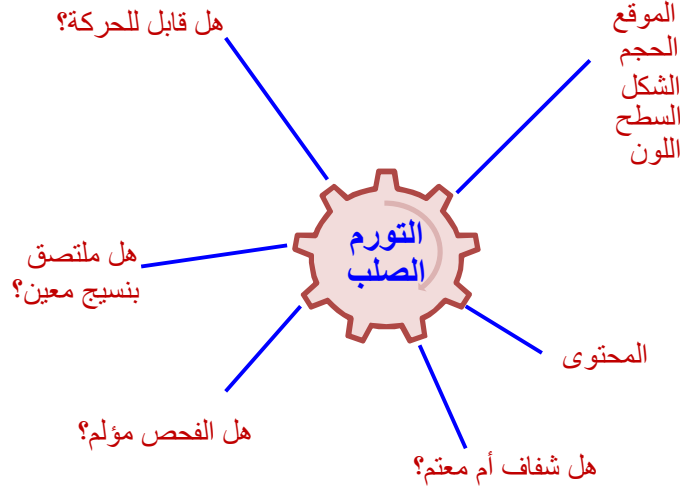 الموقع
الحجم
الشكل
السطح
اللون
هل قابل للحركة؟
التورم
الصلب
هل ملتصق
بنسيج معين؟
المحتوى
هل الفحص مؤلم؟
هل شفاف أم معتم؟